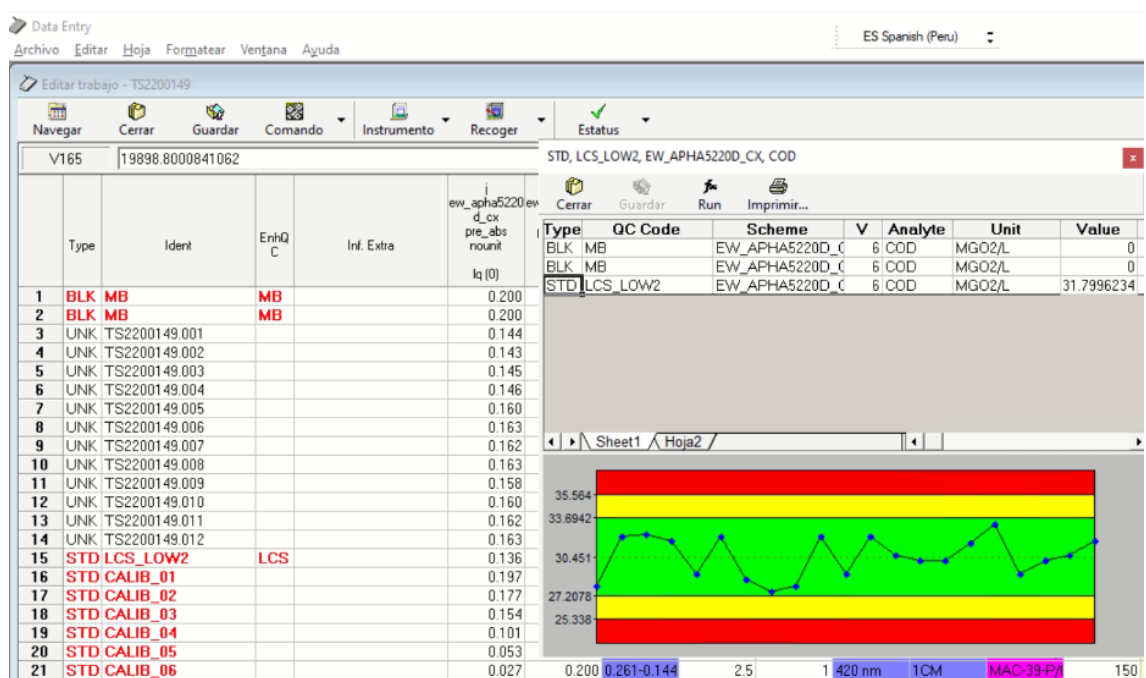 Data Entry
ES Spanish (Peru)
Archivo Editar Hoja Formatear Ventana Ayuda
Editar trabajo - TS2200149
Navegar Cerrar Guardar Comando Instrumento Recoger Estatus
V165 19898.8000841062
Type Ident EnhQC Inf. Extra
j
ew_apha5220d_cx
pre_abs
nounit
lq (0)
ew
1 BLK MB MB 0.200
2 BLK MB MB 0.200
3 UNK TS2200149.001 0.144
4 UNK TS2200149.002 0.143
5 UNK TS2200149.003 0.145
6 UNK TS2200149.004 0.146
7 UNK TS2200149.005 0.160
8 UNK TS2200149.006 0.163
9 UNK TS2200149.007 0.162
10 UNK TS2200149.008 0.163
11 UNK TS2200149.009 0.158
12 UNK TS2200149.010 0.160
13 UNK TS2200149.011 0.162
14 UNK TS2200149.012 0.163
15 STD LCS_LOW2 LCS 0.136
16 STD CALIB_01 0.197
17 STD CALIB_02 0.177
18 STD CALIB_03 0.154
19 STD CALIB_04 0.101
20 STD CALIB_05 0.053
21 STD CALIB_06 0.027 0.200 0.261-0.144 2.5 1 420 nm 1CM MAC-39-P/ 150
STD, LCS_LOW2, EW_APHA5220D_CX, COD
x
Cerrar Guardar Run Imprimir...
Type QC Code Scheme V Analyte Unit Value
BLK MB EW_APHA5220D_C 6 COD MGO2/L 0
BLK MB EW_APHA5220D_C 6 COD MGO2/L 0
STD LCS_LOW2 EW_APHA5220D_C 6 COD MGO2/L 31.7996234
Sheet1 Hoja2
35.564
33.6942
30.451
27.2078
25.338